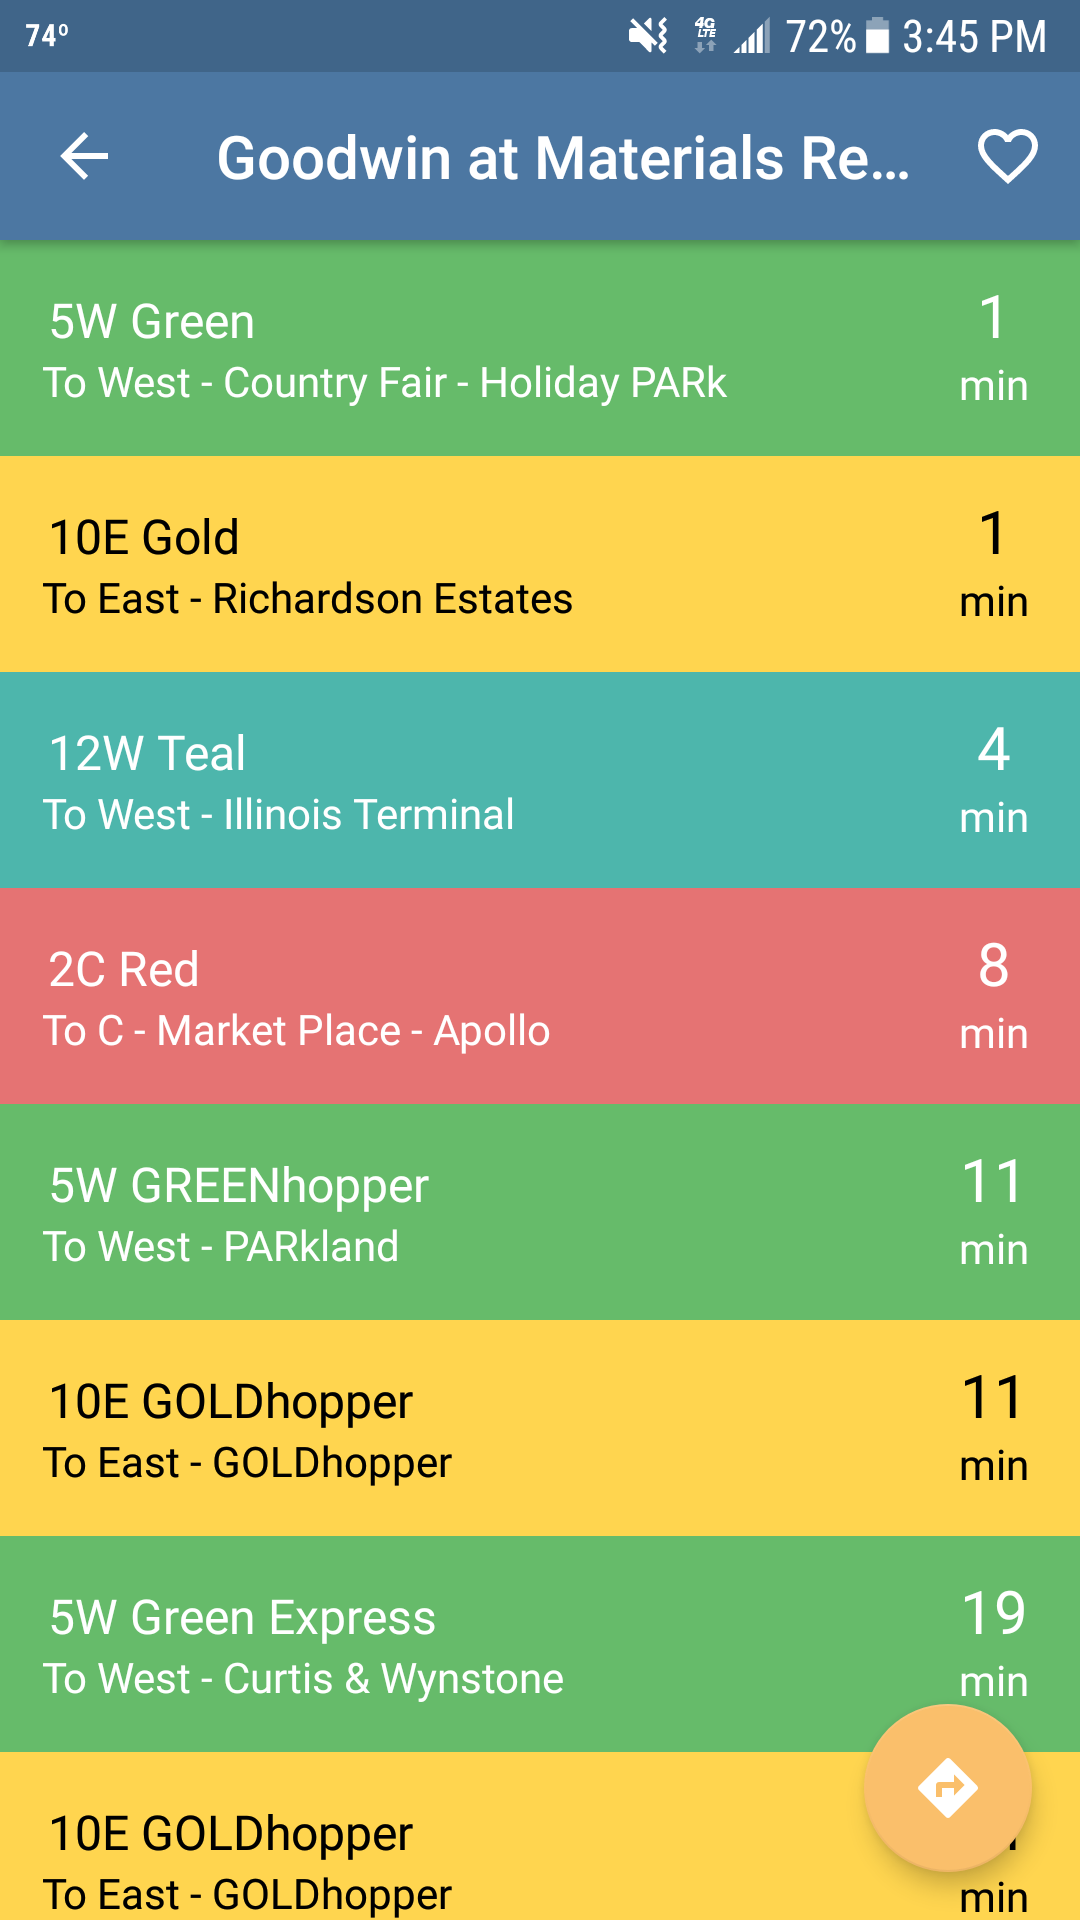 74°
4G LTE 72% 3:45 PM
Goodwin at Materials Re...
5W Green
1
To West - Country Fair - Holiday PARk
min
10E Gold
1
To East - Richardson Estates
min
12W Teal
4
To West - Illinois Terminal
min
2C Red
8
To C - Market Place - Apollo
min
5W GREENhopper
11
To West - PARkland
min
10E GOLDhopper
11
To East - GOLDhopper
min
5W Green Express
19
To West - Curtis & Wynstone
min
10E GOLDhopper
To East - GOLDhopper
min